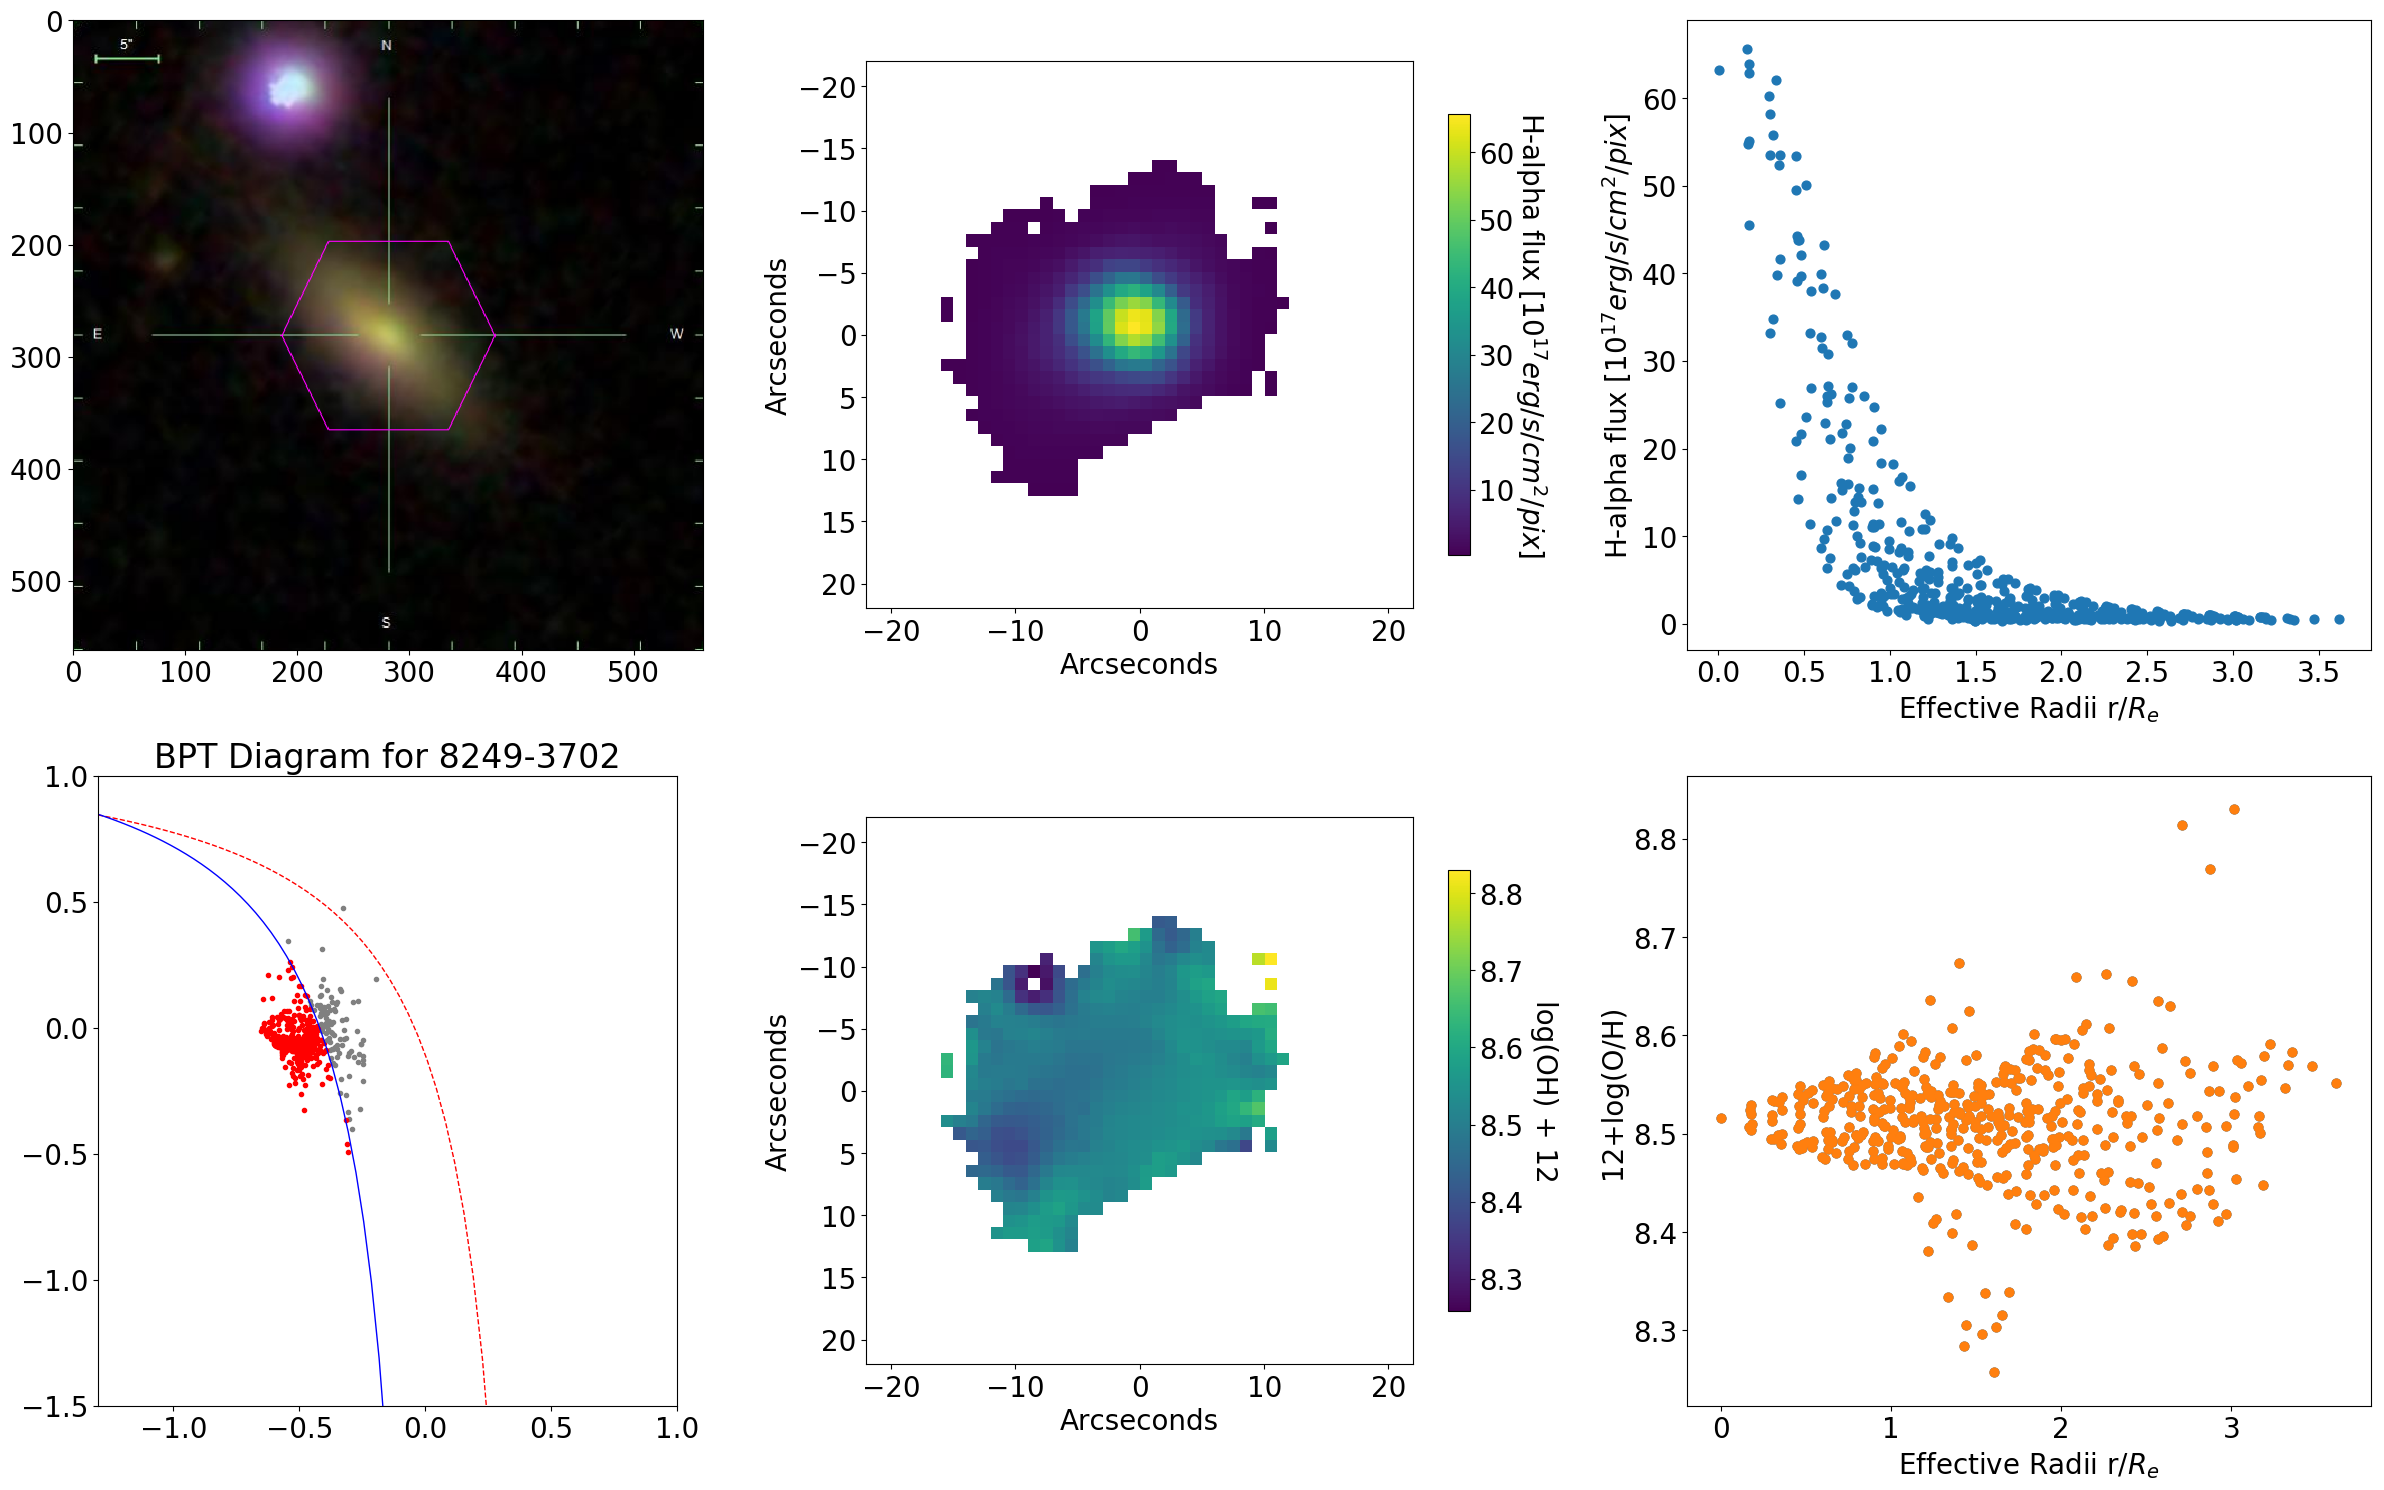 0
100
200
300
400
500
0 100 200 300 400 500
5"
N
E
W
S
−20
−15
−10
−5
0
5
10
15
20
−20 −10 0 10 20
Arcseconds
Arcseconds
60
50
40
30
20
10
H-alpha flux [10^17 erg/s/cm^2/pix]
60
50
40
30
20
10
0
0.0 0.5 1.0 1.5 2.0 2.5 3.0 3.5
H-alpha flux [10^17 erg/s/cm^2/pix]
Effective Radii r/R_e
BPT Diagram for 8249-3702
1.0
0.5
0.0
−0.5
−1.0
−1.5
−1.0 −0.5 0.0 0.5 1.0
−20
−15
−10
−5
0
5
10
15
20
−20 −10 0 10 20
Arcseconds
Arcseconds
8.8
8.7
8.6
8.5
8.4
8.3
log(OH) + 12
8.8
8.7
8.6
8.5
8.4
8.3
0 1 2 3
12+log(O/H)
Effective Radii r/R_e